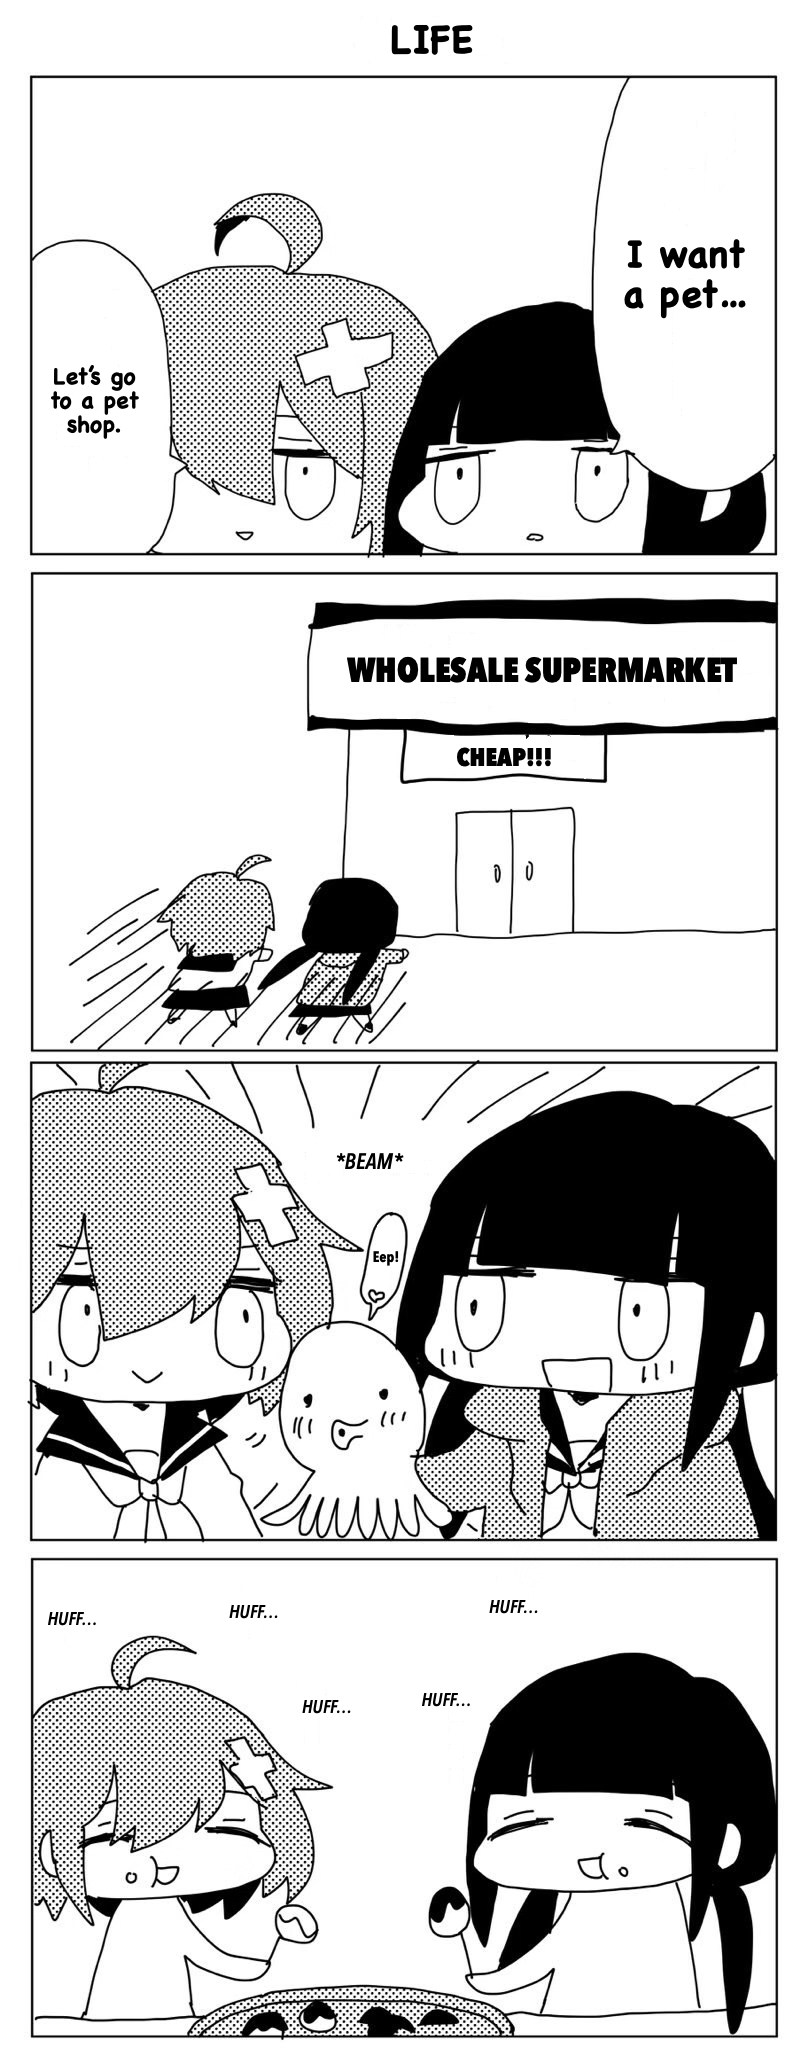 LIFE
I want
a pet...
Let's go
to a pet
shop.
WHOLESALE SUPERMARKET
CHEAP!!!
*BEAM*
Eep!
HUFF...
HUFF...
HUFF...
HUFF...
HUFF...